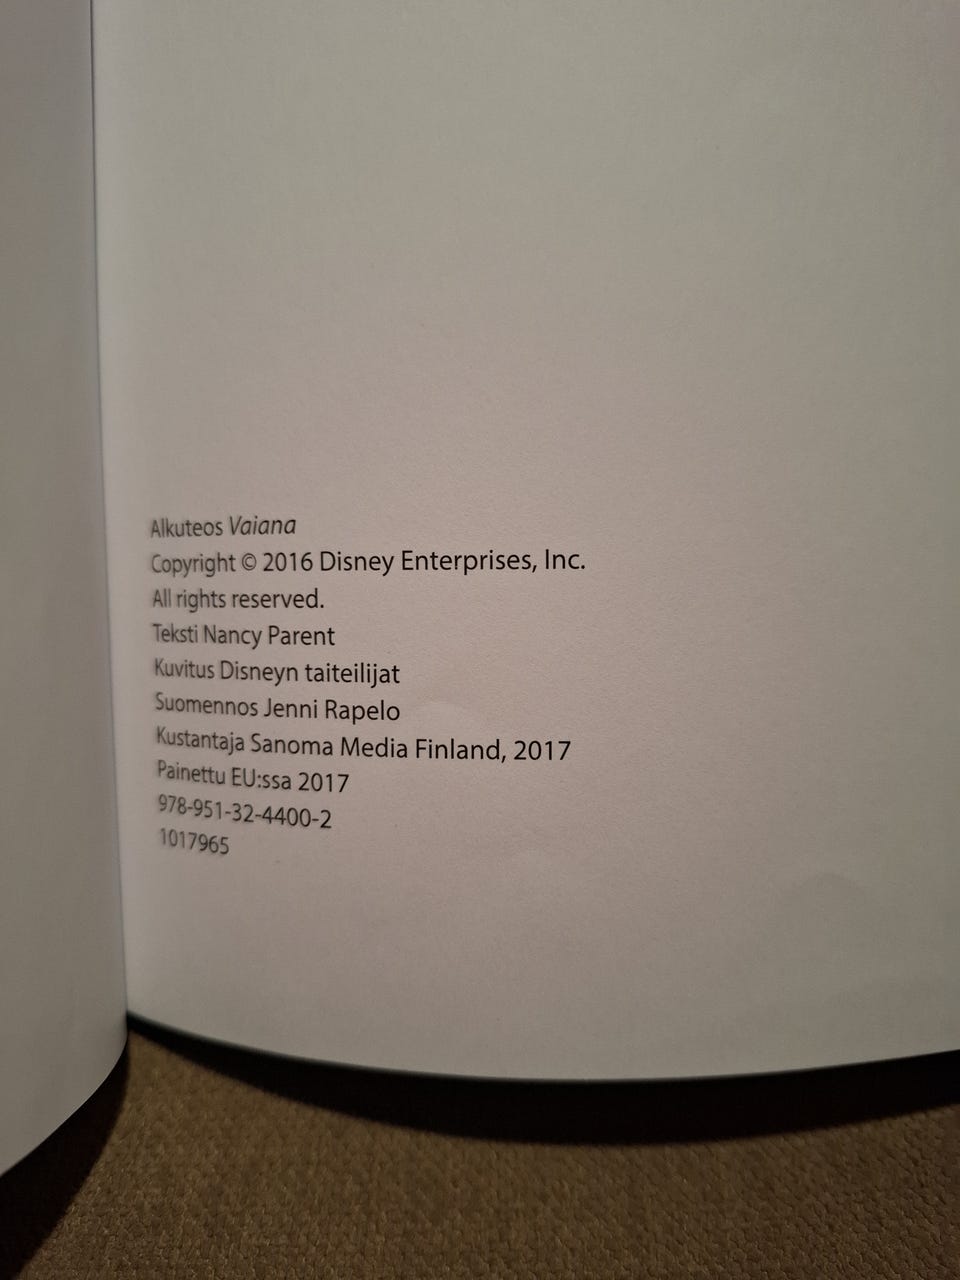 Alkuteos Vaiana
Copyright © 2016 Disney Enterprises, Inc.
All rights reserved.
Teksti Nancy Parent
Kuvitus Disneyn taiteilijat
Suomennos Jenni Rapelo
Kustantaja Sanoma Media Finland, 2017
Painettu EU:ssa 2017
978-951-32-4400-2
1017965